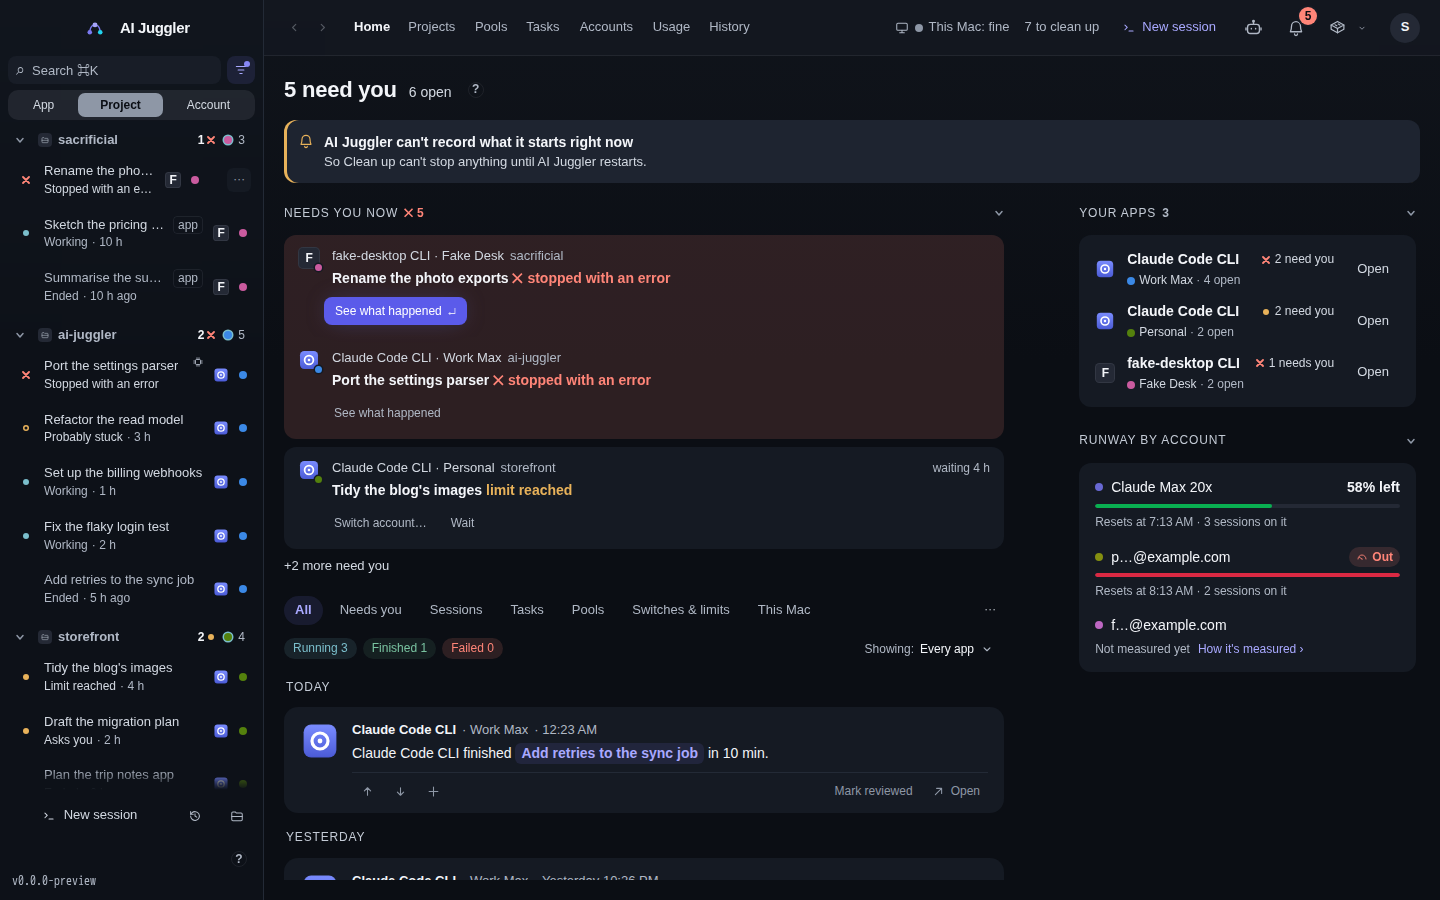 AI Juggler
Search ⌘K
App Project Account
sacrificial 1 3
Rename the pho…
Stopped with an e…
F
Sketch the pricing … app
Working · 10 h
F
Summarise the su… app
Ended · 10 h ago
F
ai-juggler 2 5
Port the settings parser
Stopped with an error
Refactor the read model
Probably stuck · 3 h
Set up the billing webhooks
Working · 1 h
Fix the flaky login test
Working · 2 h
Add retries to the sync job
Ended · 5 h ago
storefront 2 4
Tidy the blog's images
Limit reached · 4 h
Draft the migration plan
Asks you · 2 h
Plan the trip notes app
New session
?
v0.0.0-preview
Home Projects Pools Tasks Accounts Usage History
This Mac: fine 7 to clean up New session 5 S
5 need you 6 open ?
AI Juggler can't record what it starts right now
So Clean up can't stop anything until AI Juggler restarts.
NEEDS YOU NOW 5
F
fake-desktop CLI · Fake Desk sacrificial
Rename the photo exports stopped with an error
See what happened
Claude Code CLI · Work Max ai-juggler
Port the settings parser stopped with an error
See what happened
Claude Code CLI · Personal storefront waiting 4 h
Tidy the blog's images limit reached
Switch account… Wait
+2 more need you
All Needs you Sessions Tasks Pools Switches & limits This Mac ···
Running 3 Finished 1 Failed 0 Showing: Every app
TODAY
Claude Code CLI · Work Max · 12:23 AM
Claude Code CLI finished Add retries to the sync job in 10 min.
Mark reviewed Open
YESTERDAY
Claude Code CLI · Work Max · Yesterday 10:26 PM
YOUR APPS 3
Claude Code CLI 2 need you Open
Work Max · 4 open
Claude Code CLI 2 need you Open
Personal · 2 open
F
fake-desktop CLI 1 needs you Open
Fake Desk · 2 open
RUNWAY BY ACCOUNT
Claude Max 20x 58% left
Resets at 7:13 AM · 3 sessions on it
p…@example.com Out
Resets at 8:13 AM · 2 sessions on it
f…@example.com
Not measured yet How it's measured ›